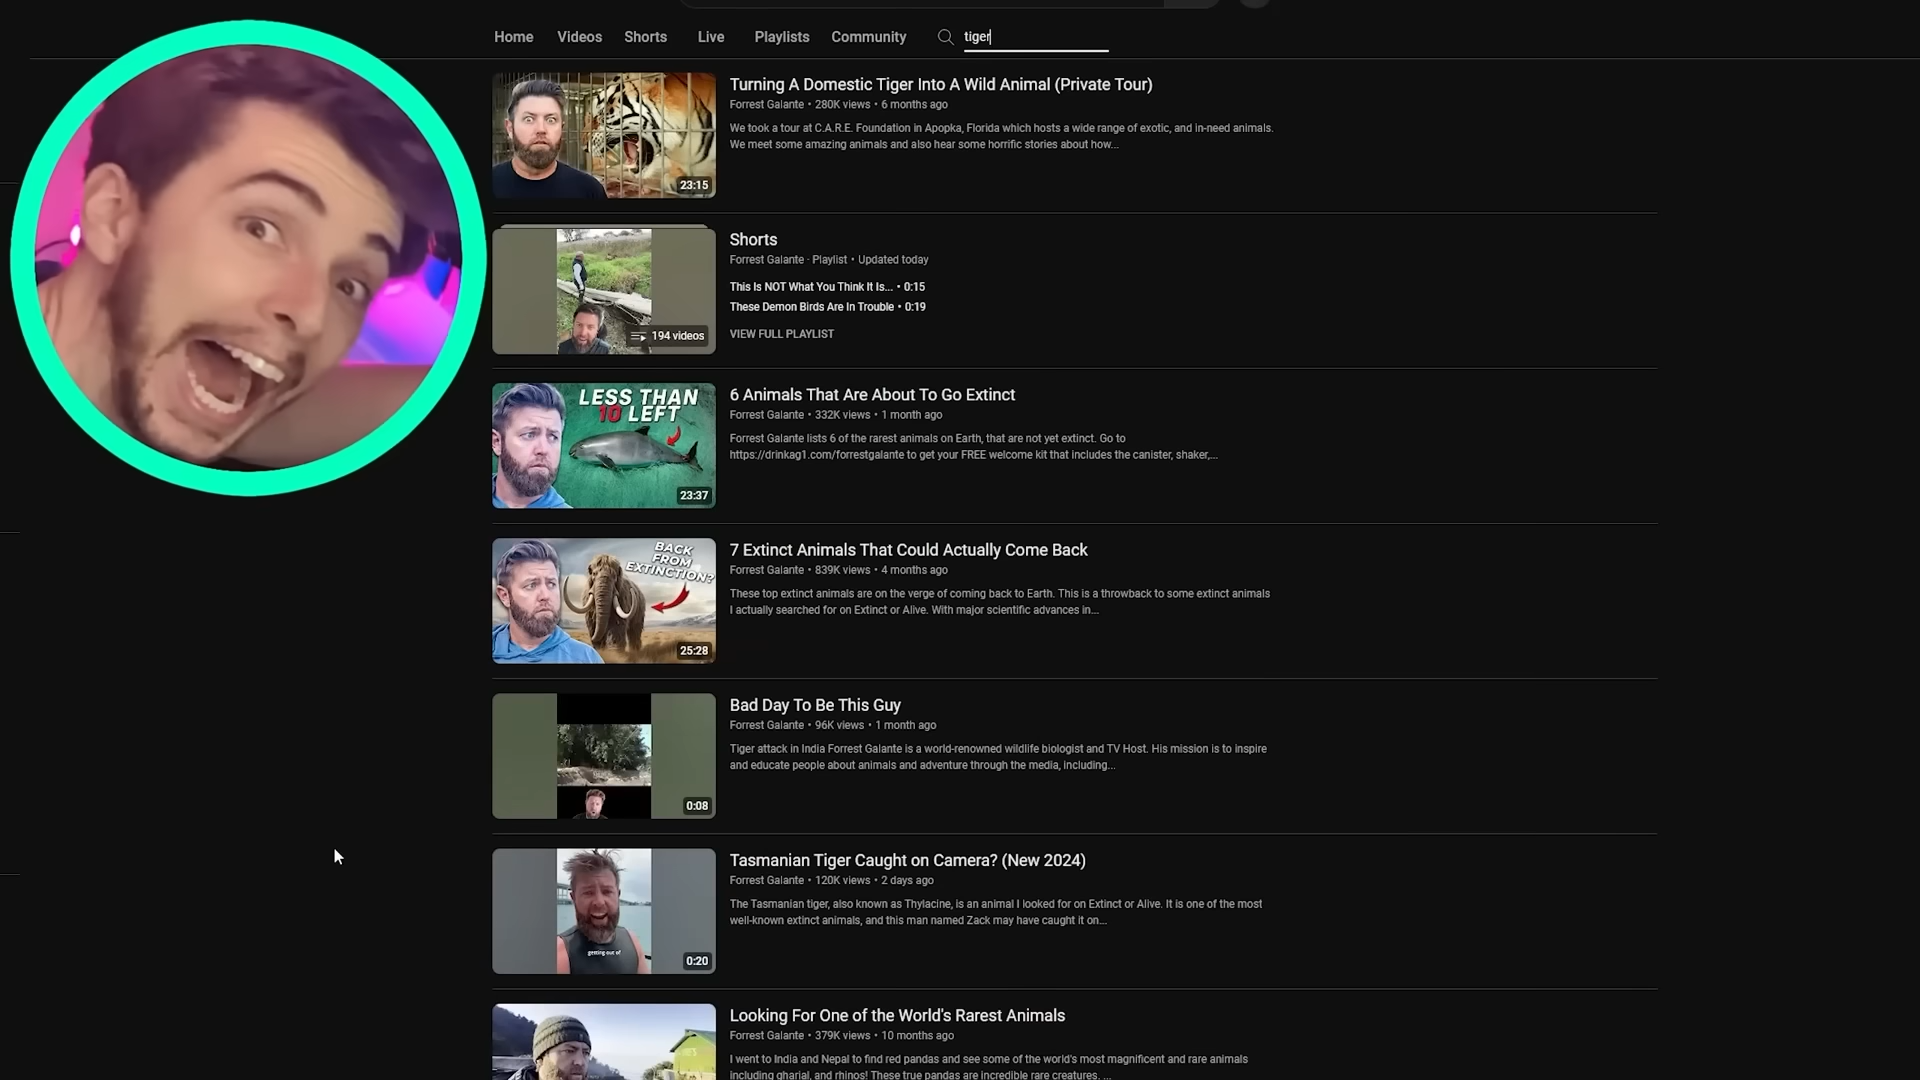 Home Videos Shorts Live Playlists Community tiger
Turning A Domestic Tiger Into A Wild Animal (Private Tour)
Forrest Galante • 280K views • 6 months ago
We took a tour at C.A.R.E. Foundation in Apopka, Florida which hosts a wide range of exotic, and in-need animals.
We meet some amazing animals and also hear some horrific stories about how...
23:15
Shorts
Forrest Galante · Playlist • Updated today
This Is NOT What You Think It Is... • 0:15
These Demon Birds Are In Trouble • 0:19
VIEW FULL PLAYLIST
194 videos
LESS THAN
10 LEFT
23:37
6 Animals That Are About To Go Extinct
Forrest Galante • 332K views • 1 month ago
Forrest Galante lists 6 of the rarest animals on Earth, that are not yet extinct. Go to
https://drinkag1.com/forrestgalante to get your FREE welcome kit that includes the canister, shaker,...
BACK
FROM
EXTINCTION?
25:28
7 Extinct Animals That Could Actually Come Back
Forrest Galante • 839K views • 4 months ago
These top extinct animals are on the verge of coming back to Earth. This is a throwback to some extinct animals
I actually searched for on Extinct or Alive. With major scientific advances in...
0:08
Bad Day To Be This Guy
Forrest Galante • 96K views • 1 month ago
Tiger attack in India Forrest Galante is a world-renowned wildlife biologist and TV Host. His mission is to inspire
and educate people about animals and adventure through the media, including...
getting out of
0:20
Tasmanian Tiger Caught on Camera? (New 2024)
Forrest Galante • 120K views • 2 days ago
The Tasmanian tiger, also known as Thylacine, is an animal I looked for on Extinct or Alive. It is one of the most
well-known extinct animals, and this man named Zack may have caught it on...
Looking For One of the World's Rarest Animals
Forrest Galante • 379K views • 10 months ago
I went to India and Nepal to find red pandas and see some of the world's most magnificent and rare animals
including gharial, and rhinos! These true pandas are incredible rare creatures. ...